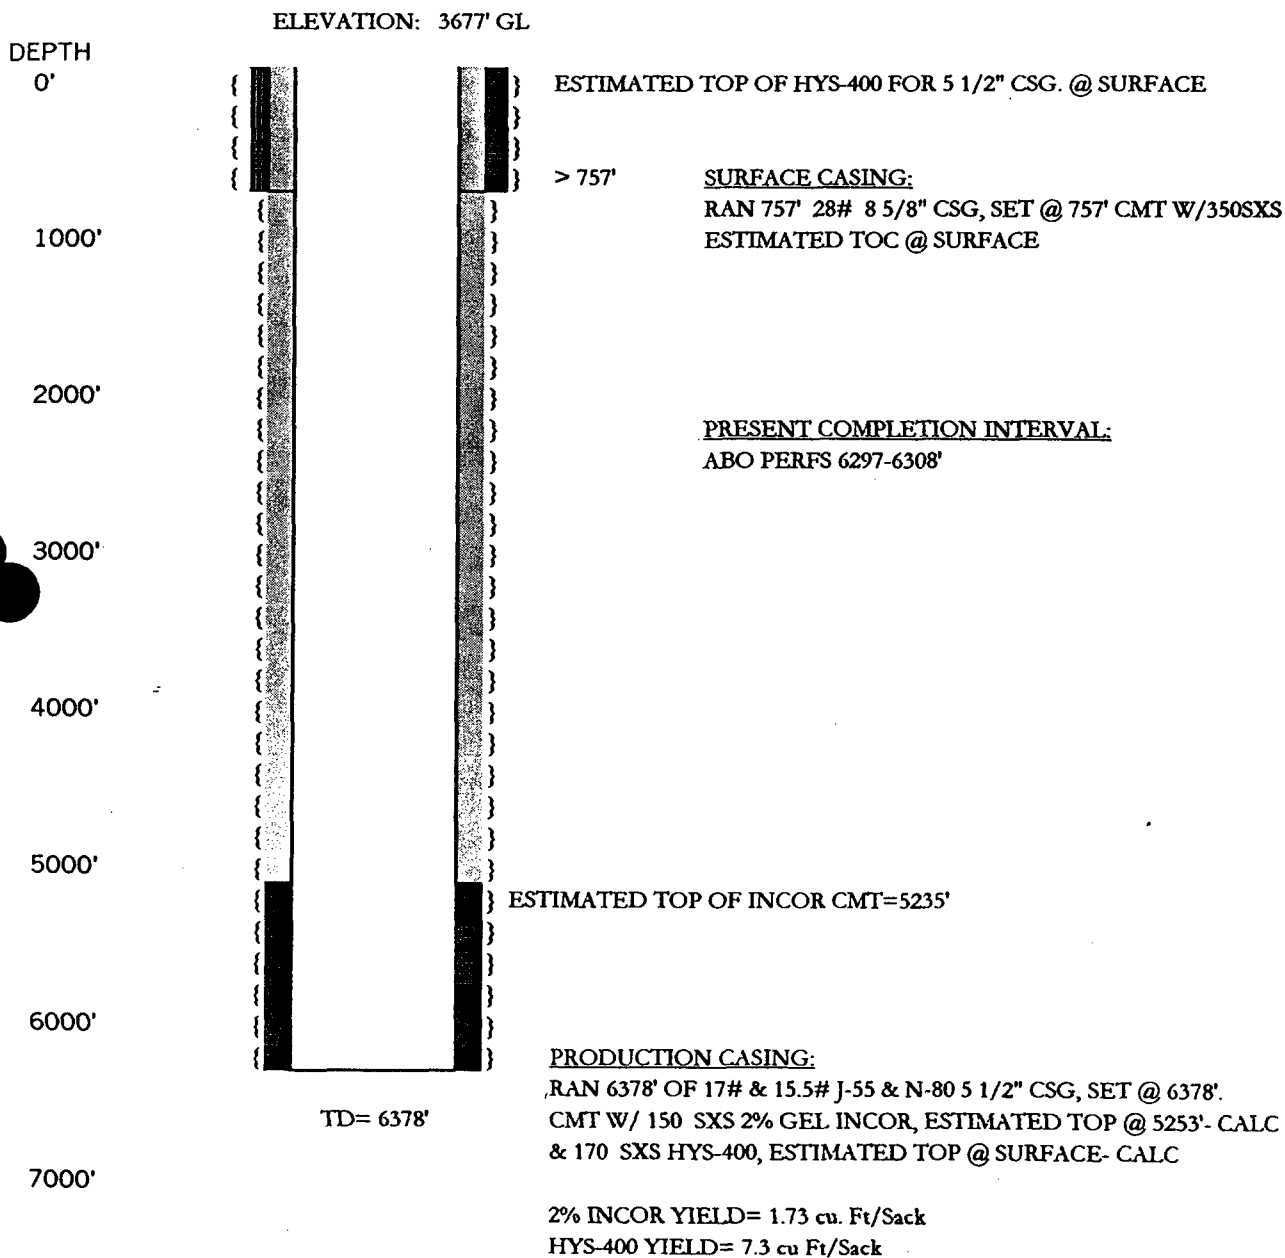 ELEVATION: 3677' GL
DEPTH
0'
ESTIMATED TOP OF HYS-400 FOR 5 1/2" CSG. @ SURFACE
> 757'
SURFACE CASING:
RAN 757' 28# 8 5/8" CSG, SET @ 757' CMT W/350SXS
ESTIMATED TOC @ SURFACE
1000'
2000'
PRESENT COMPLETION INTERVAL:
ABO PERFS 6297-6308'
3000'
4000'
5000'
ESTIMATED TOP OF INCOR CMT=5235'
6000'
PRODUCTION CASING:
RAN 6378' OF 17# & 15.5# J-55 & N-80 5 1/2" CSG, SET @ 6378'.
TD= 6378'
CMT W/ 150 SXS 2% GEL INCOR, ESTIMATED TOP @ 5253'- CALC
& 170 SXS HYS-400, ESTIMATED TOP @ SURFACE- CALC
7000'
2% INCOR YIELD= 1.73 cu. Ft/Sack
HYS-400 YIELD= 7.3 cu Ft/Sack